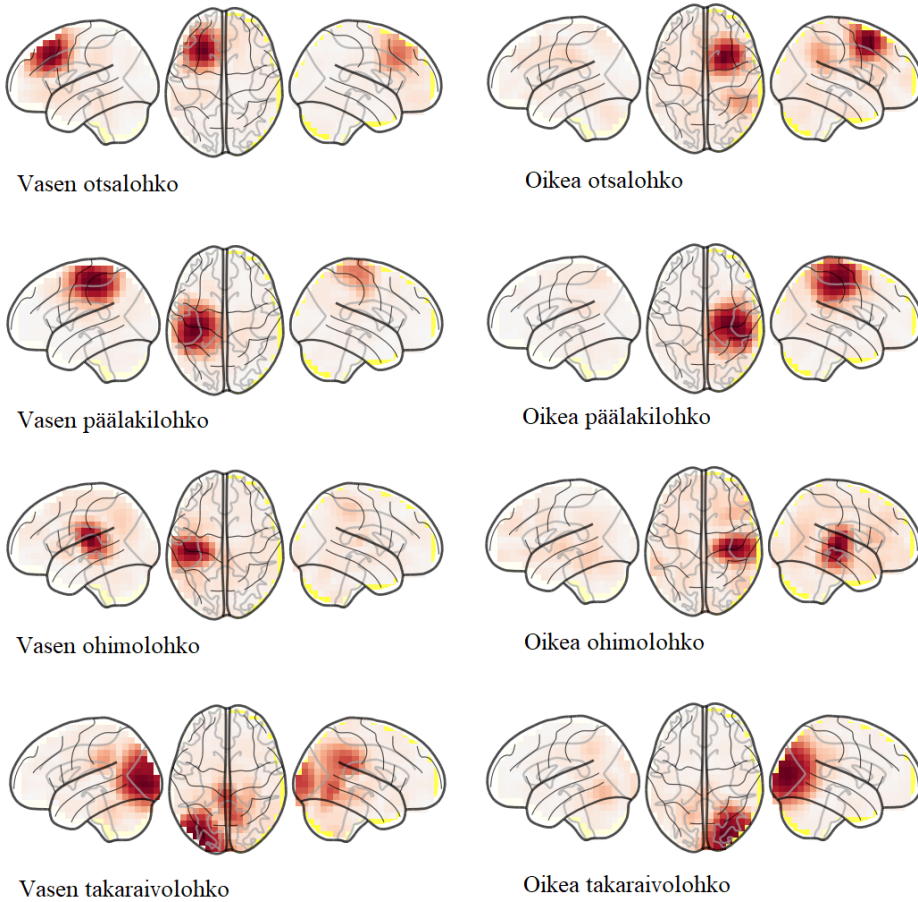 Vasen otsalohko
Oikea otsalohko
Vasen päälakilohko
Oikea päälakilohko
Vasen ohimolohko
Oikea ohimolohko
Vasen takaraivolohko
Oikea takaraivolohko